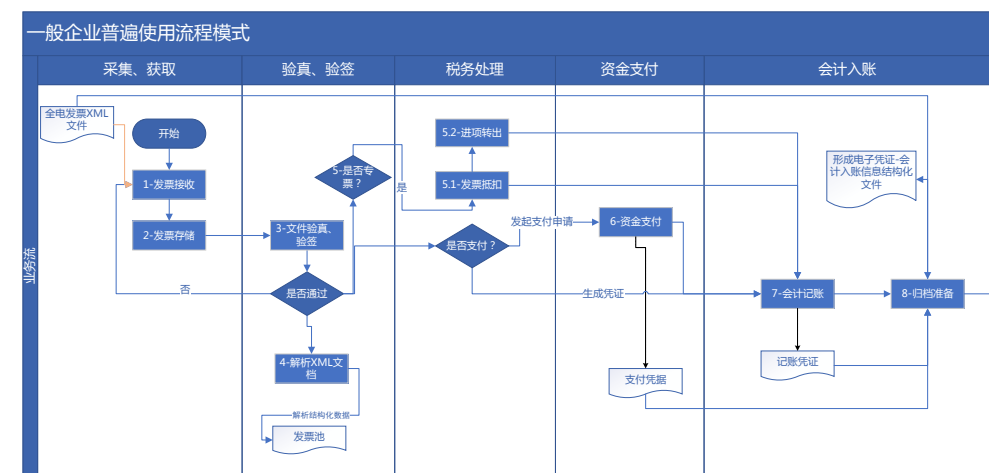 一般企业普遍使用流程模式
采集、获取
验真、验签
税务处理
资金支付
会计入账
业务流
全电发票XML
文件
开始
1-发票接收
2-发票存储
3-文件验真、
验签
是否通过
否
4-解析XML文
档
解析结构化数据
发票池
5-是否专
票？
是
5.2-进项转出
5.1-发票抵扣
是否支付？
发起支付申请
6-资金支付
生成凭证
支付凭据
形成电子凭证-会
计入账信息结构化
文件
7-会计记账
8-归档准备
记账凭证